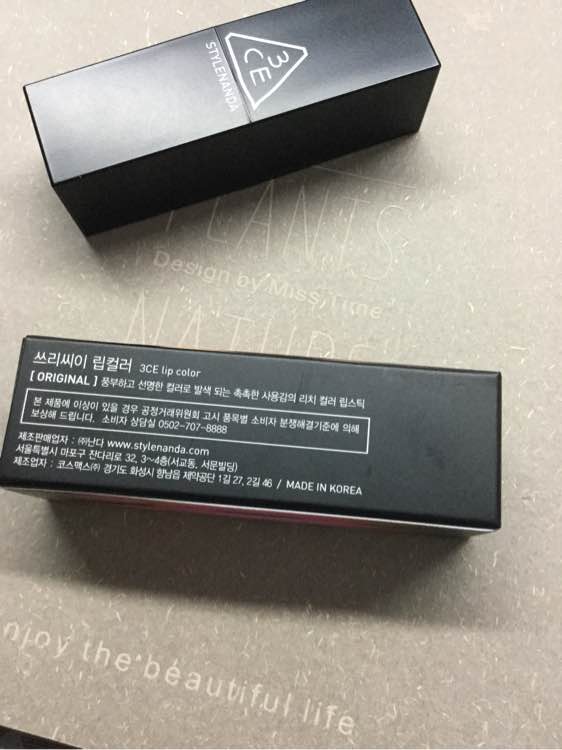 3CE
STYLENANDA
PLANTS
Design by Miss Time
NATURE
쓰리씨이 립컬러 3CE lip color
[ ORIGINAL ] 풍부하고 선명한 컬러로 발색 되는 촉촉한 사용감의 리치 컬러 립스틱
본 제품에 이상이 있을 경우 공정거래위원회 고시 품목별 소비자 분쟁해결기준에 의해
보상해 드립니다. 소비자 상담실 0502-707-8888
제조판매업자 : ㈜난다 www.stylenanda.com
서울특별시 마포구 잔다리로 32, 3~4층(서교동, 서문빌딩)
제조업자 : 코스맥스㈜ 경기도 화성시 향남읍 제약공단 1길 27, 2길 46 / MADE IN KOREA
njoy the beautiful life